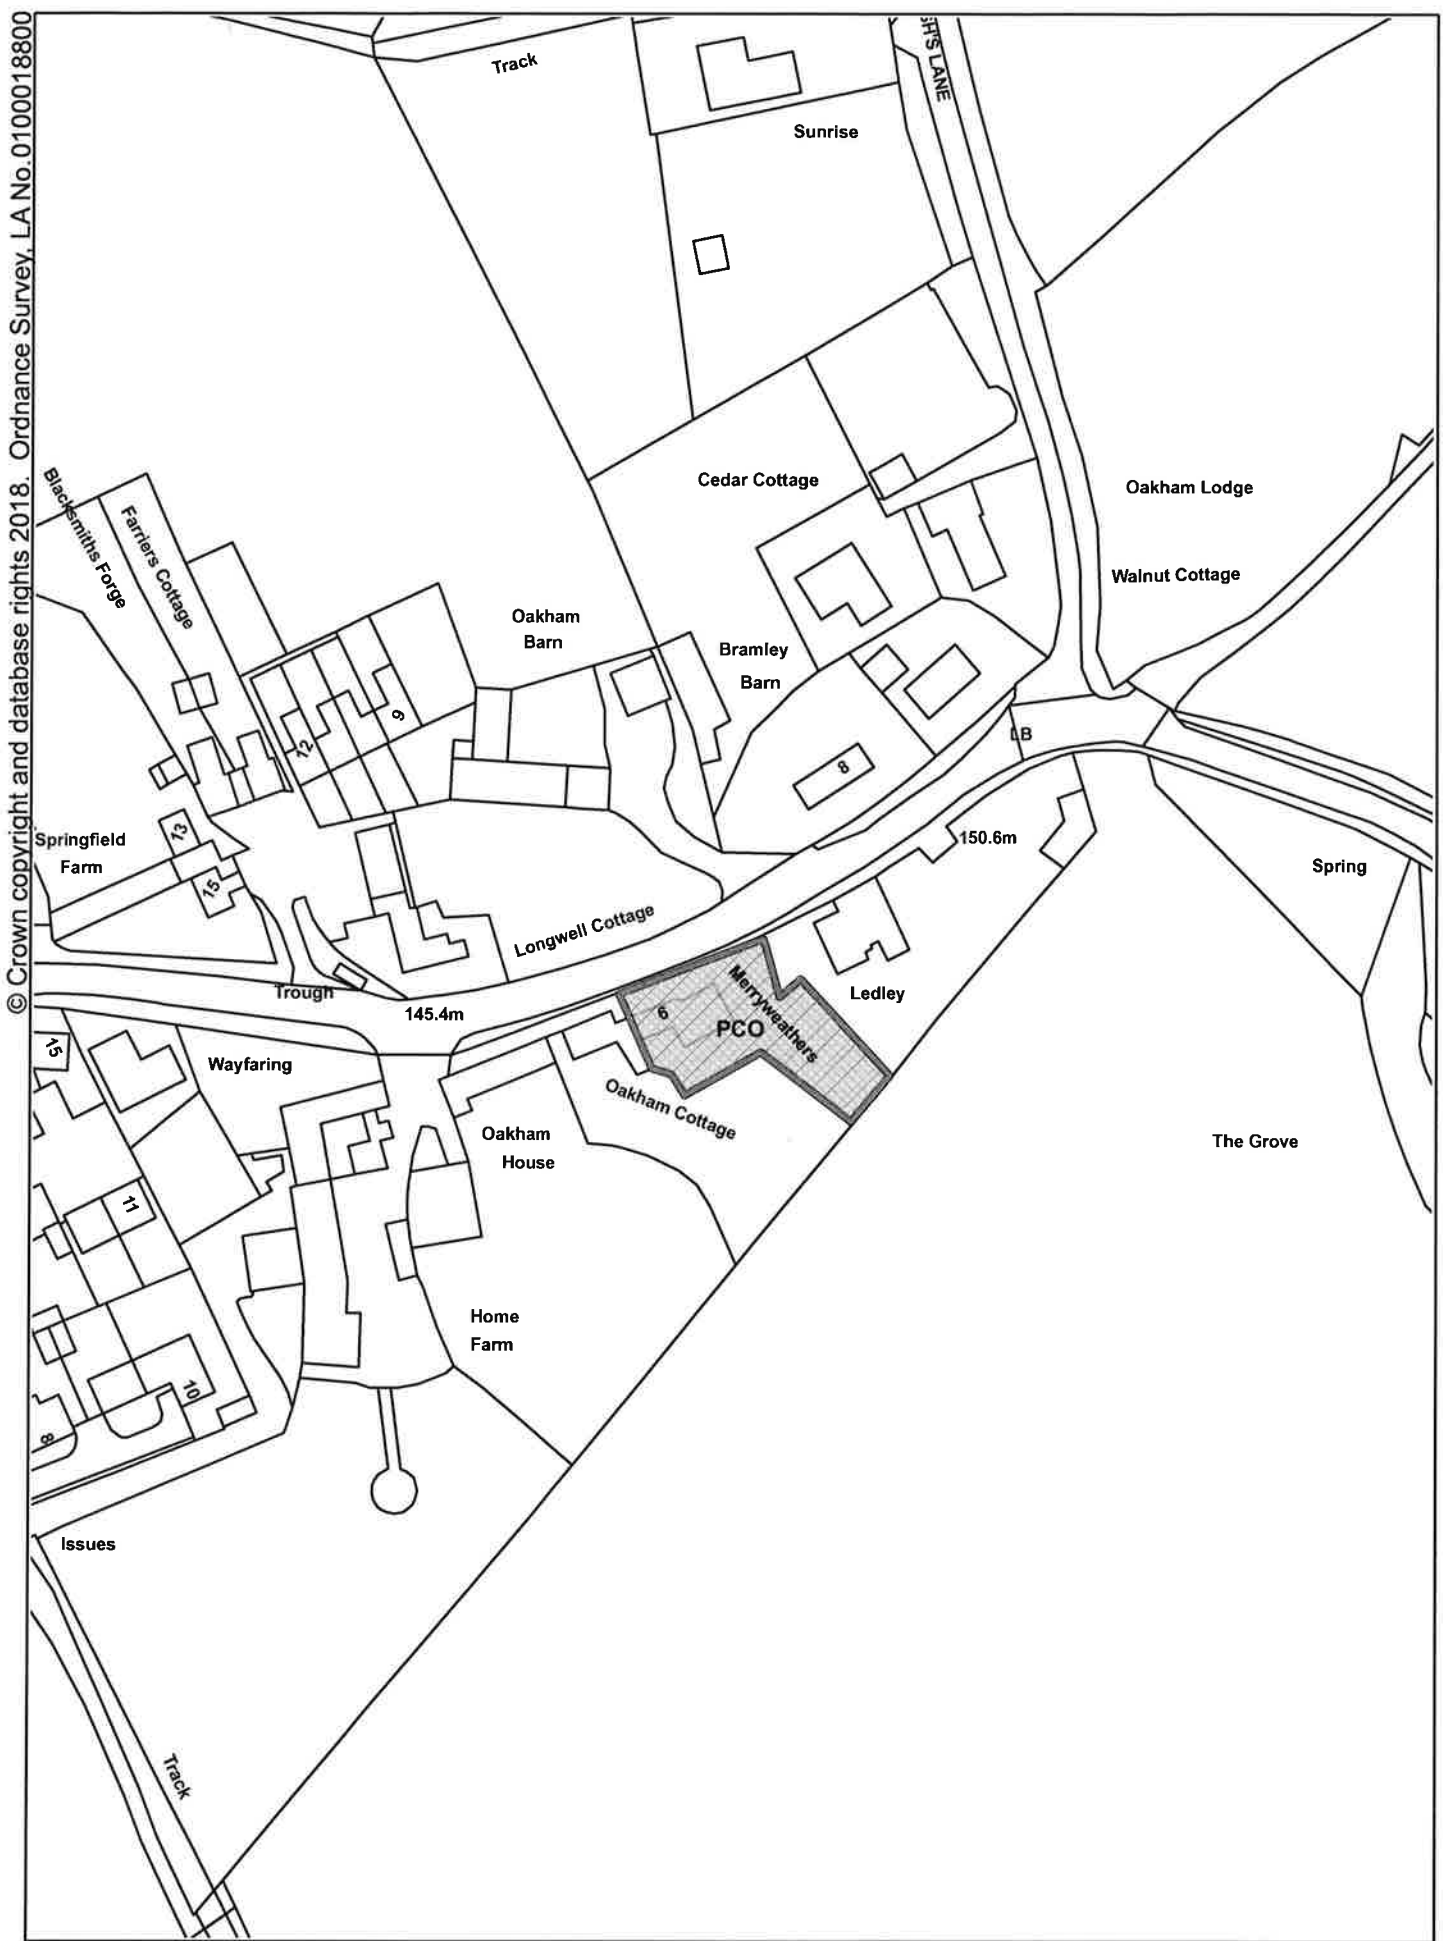 © Crown copyright and database rights 2018. Ordnance Survey, LA No.0100018800
Track
LANE
Sunrise
Cedar Cottage
Oakham Lodge
Blacksmiths Forge
Farriers Cottage
Walnut Cottage
Oakham
Barn
Bramley
Barn
9
12
LB
8
13
Springfield
Farm
150.6m
15
Spring
Longwell Cottage
Trough
145.4m
Merryweathers
6
PCO
Ledley
15
Wayfaring
Oakham Cottage
Oakham
House
The Grove
11
Home
Farm
10
8
Issues
Track